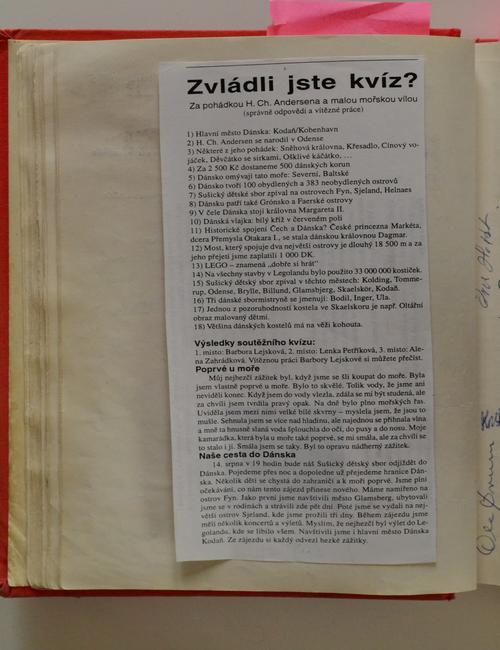 Zvládli jste kvíz?
Za pohádkou H. Ch. Andersena a malou mořskou vílou
(správné odpovědi a vítězné práce)
1) Hlavní město Dánska: Kodaň/Kobenhavn
2) H. Ch. Andersen se narodil v Odense
3) Některé z jeho pohádek: Sněhová královna, Křesadlo, Cínový vo-
jáček, Děvčátko se sirkami, Ošklivé káčátko, …
4) Za 2 500 Kč dostaneme 500 dánských korun
5) Dánsko omývají tato moře: Severní, Baltské
6) Dánsko tvoří 100 obydlených a 383 neobydlených ostrovů
7) Sušický dětský sbor zpíval na ostrovech Fyn, Sjeland, Helnaes
8) Dánsku patří také Grónsko a Faerské ostrovy
9) V čele Dánska stojí královna Margareta II.
10) Dánská vlajka: bílý kříž v červeném poli
11) Historické spojení Čech a Dánska? České princezna Markéta,
dcera Přemysla Otakara I., se stala dánskou královnou Dagmar.
12) Most, který spojuje dva největší ostrovy je dlouhý 18 500 m a za
jeho přejetí jsme zaplatili 1 000 DK.
13) LEGO – znamená „dobře si hrát"
14) Na všechny stavby v Legolandu bylo použito 33 000 000 kostiček.
15) Sušický dětský sbor zpíval v těchto městech: Kolding, Tomme-
rup, Odense, Brylle, Billund, Glamsbjerg, Skaelskör, Kodaň.
16) Tři dánské sbormistryně se jmenují: Bodil, Inger, Ula.
17) Jednou z pozoruhodností kostela ve Skaelskoru je např. Oltářní
obraz malovaný dětmi.
18) Většina dánských kostelů má na věži kohouta.
Výsledky soutěžního kvízu:
1. místo: Barbora Lejsková, 2. místo: Lenka Petříková, 3. místo: Ale-
na Zahrádková. Vítěznou práci Barbory Lejskové si můžete přečíst.
Poprvé u moře
Můj nejhezčí zážitek byl, když jsme se šli koupat do moře. Byla
jsem vlastně poprvé u moře. Bylo to skvělé. Tolik vody, že jsme ani
neviděli konec. Když jsem do vody vlezla, zdála se mi být studená, ale
za chvíli jsem tvrdila pravý opak. Na dně bylo plno mořských řas.
Uviděla jsem mezi nimi velké bílé skvrny – myslela jsem, že jsou to
mušle. Sehnula jsem se více nad hladinu, ale najednou se přihnala vlna
a mně ta hnusně slaná voda šplouchla do očí, do pusy a do nosu. Moje
kamarádka, která byla u moře také poprvé, se mi smála, ale za chvíli se
to stalo i jí. Smála jsem se taky. Byl to opravdu nádherný zážitek.
Naše cesta do Dánska
14. srpna v 19 hodin bude náš Sušický dětský sbor odjíždět do
Dánska. Pojedeme přes noc a dopoledne už přejedeme hranice Dán-
ska. Několik dětí se chystá do zahraničí a k moři poprvé. Jsme plni
očekávání, co nám tento zájezd přinese nového. Máme namířeno na
ostrov Fyn. Jako první jsme navštívili město Glamsberg, ubytovali
jsme se v rodinách a strávili zde pět dní. Poté jsme se vydali na nej-
větší ostrov Sjeland, kde jsme prožili tři dny. Během zájezdu jsme
měli několik koncertů a výletů. Myslím, že nejhezčí byl výlet do Le-
golandu, kde se líbilo všem. Navštívili jsme i hlavní město Dánska
Kodaň. Ze zájezdu si každý odvezl hezké zážitky.